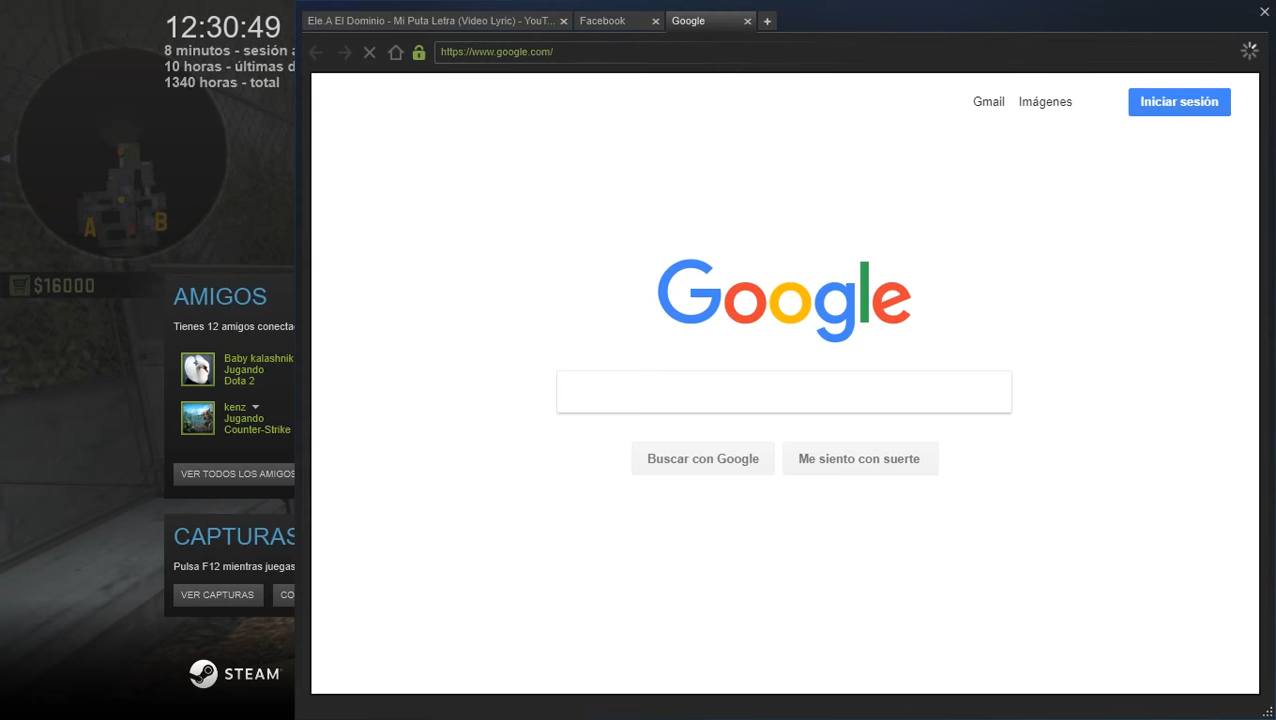 12:30:49
8 minutos - sesión a
10 horas - últimas d
1340 horas - total
A
B
$16000
AMIGOS
Tienes 12 amigos conecta
Baby kalashnik
Jugando
Dota 2
kenz
Jugando
Counter-Strike
VER TODOS LOS AMIGOS
CAPTURAS
Pulsa F12 mientras juegas
VER CAPTURAS
CO
STEAM
Ele.A El Dominio - Mi Puta Letra (Video Lyric) - YouT...
Facebook
Google
https://www.google.com/
Gmail
Imágenes
Iniciar sesión
Google
Buscar con Google
Me siento con suerte